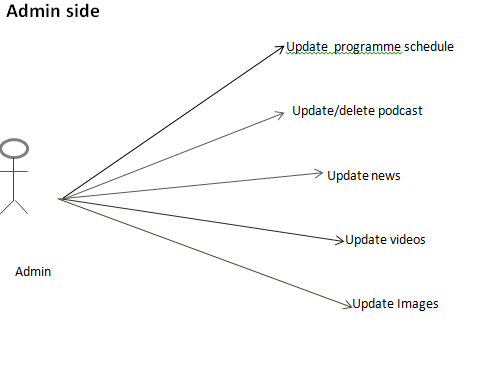 Admin side
Update programme schedule
Update/delete podcast
Update news
Update videos
Admin
Update Images